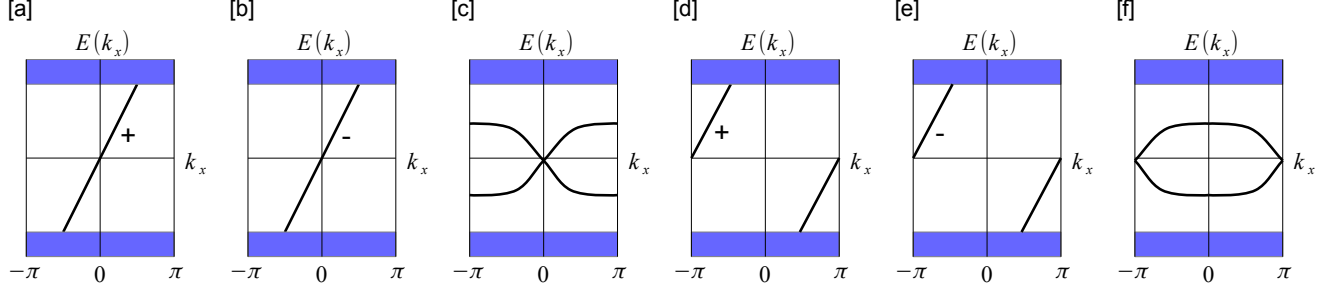 [a] [b] [c] [d] [e] [f]
E(kₓ) E(kₓ) E(kₓ) E(kₓ) E(kₓ) E(kₓ)
+ - + -
kₓ kₓ kₓ kₓ kₓ kₓ
−π 0 π −π 0 π −π 0 π −π 0 π −π 0 π −π 0 π